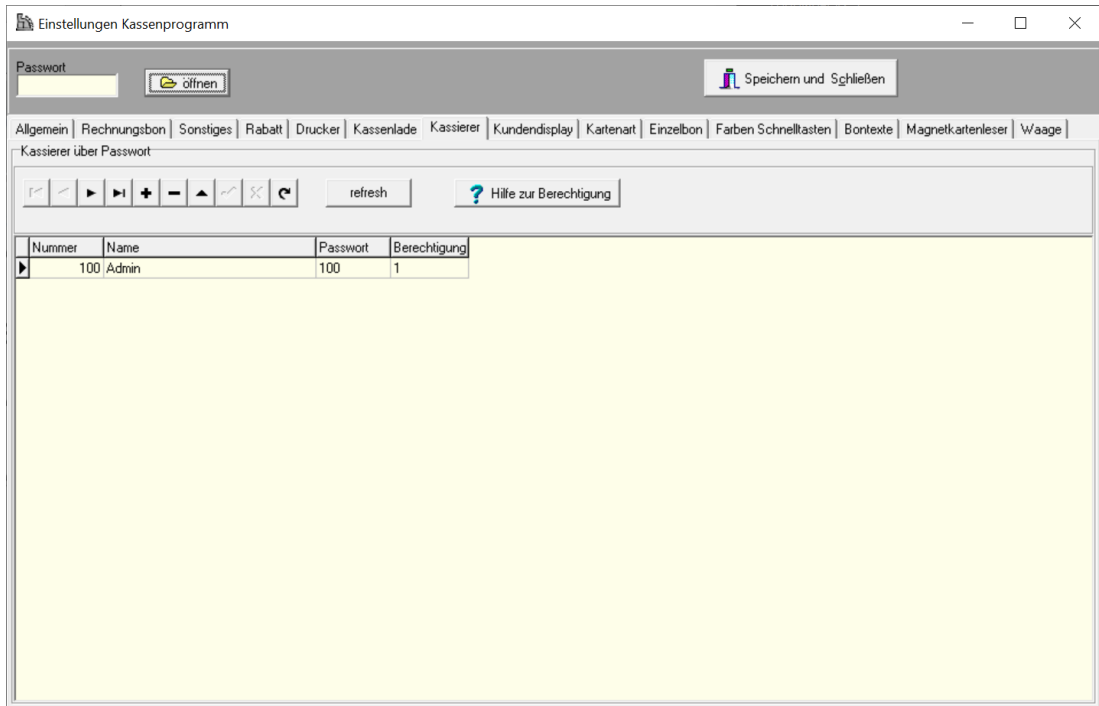 Einstellungen Kassenprogramm
Passwort
öffnen
Speichern und Schließen
Allgemein Rechnungsbon Sonstiges Rabatt Drucker Kassenlade Kassierer Kundendisplay Kartenart Einzelbon Farben Schnelltasten Bontexte Magnetkartenleser Waage
Kassierer über Passwort
refresh
Hilfe zur Berechtigung
Nummer Name Passwort Berechtigung
100 Admin 100 1